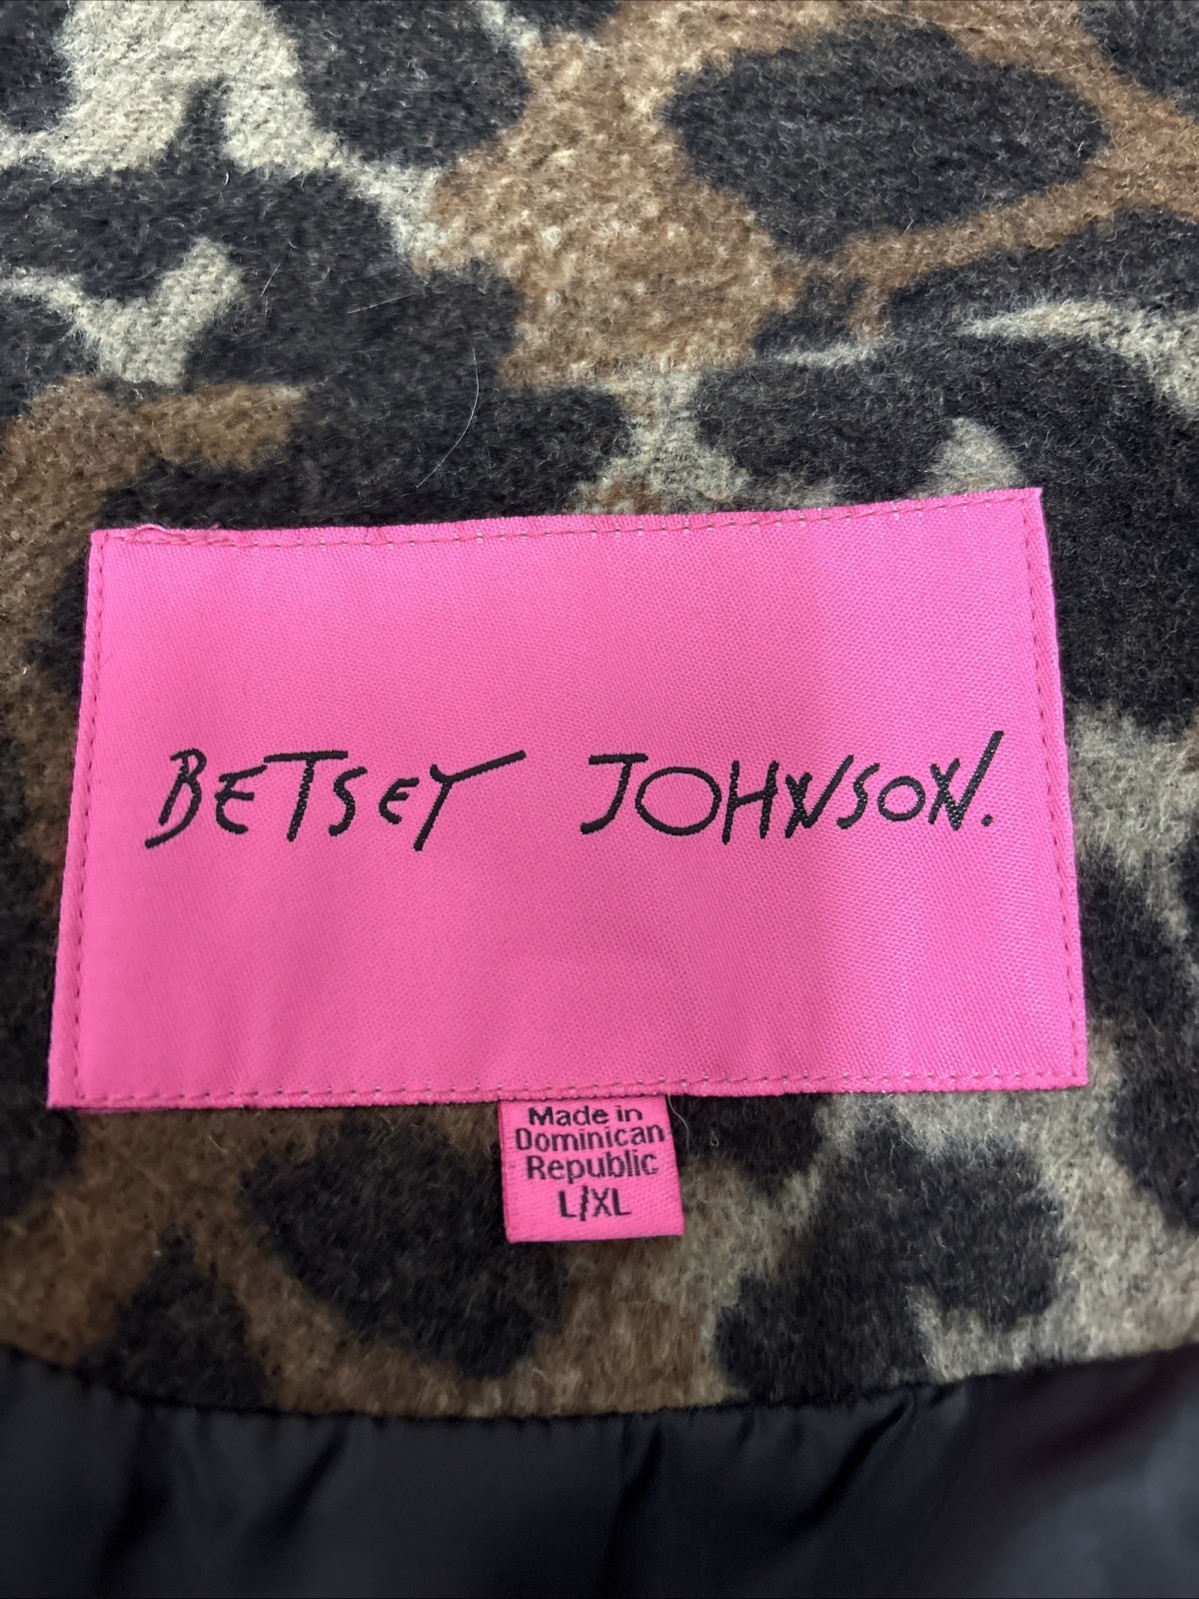 BETSEY JOHNSON.
Made in
Dominican
Republic
L/XL